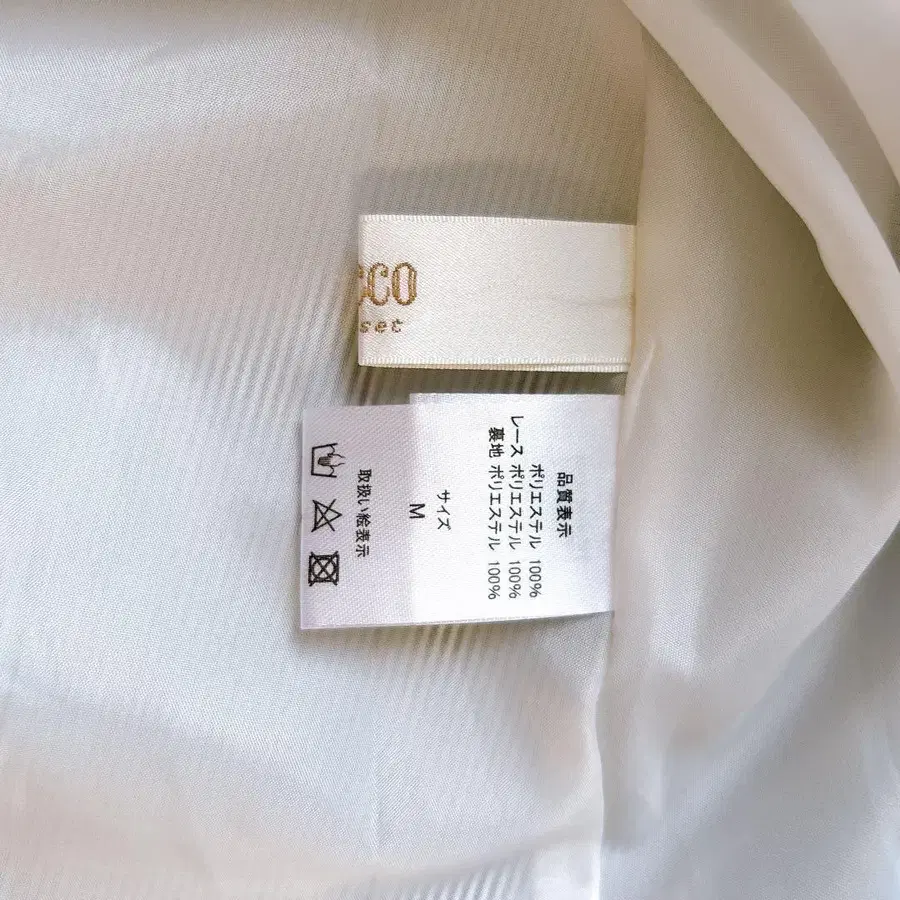 CCO
set
品質表示
ポリエステル 100%
レース ポリエステル 100%
裏地 ポリエステル 100%
サイズ
M
取扱い絵表示